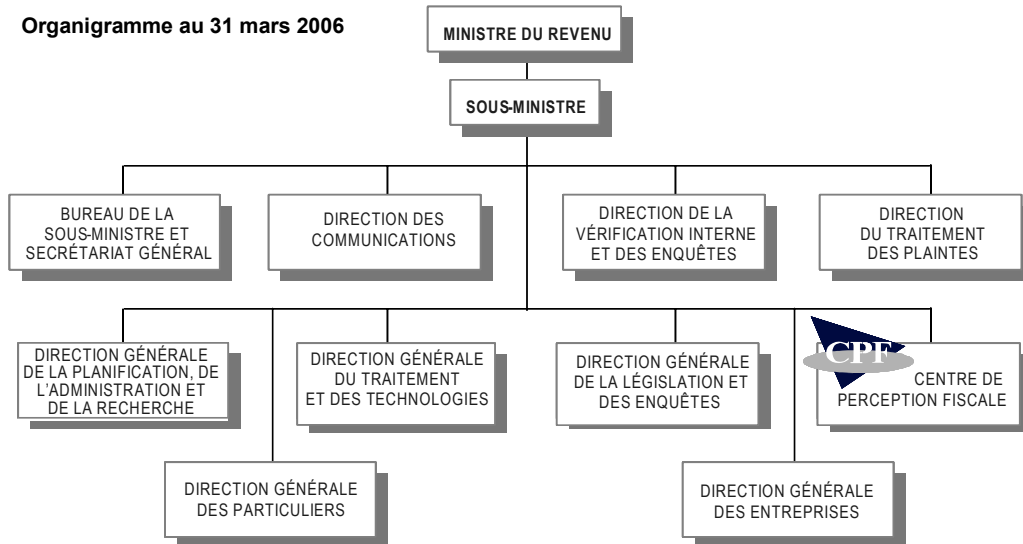 Organigramme au 31 mars 2006
MINISTRE DU REVENU
SOUS-MINISTRE
BUREAU DE LA
SOUS-MINISTRE ET
SECRÉTARIAT GÉNÉRAL
DIRECTION DES
COMMUNICATIONS
DIRECTION DE LA
VÉRIFICATION INTERNE
ET DES ENQUÊTES
DIRECTION
DU TRAITEMENT
DES PLAINTES
DIRECTION GÉNÉRALE
DE LA PLANIFICATION, DE
L'ADMINISTRATION ET
DE LA RECHERCHE
DIRECTION GÉNÉRALE
DU TRAITEMENT
ET DES TECHNOLOGIES
DIRECTION GÉNÉRALE
DE LA LÉGISLATION ET
DES ENQUÊTES
CPF
CENTRE DE
PERCEPTION FISCALE
DIRECTION GÉNÉRALE
DES PARTICULIERS
DIRECTION GÉNÉRALE
DES ENTREPRISES